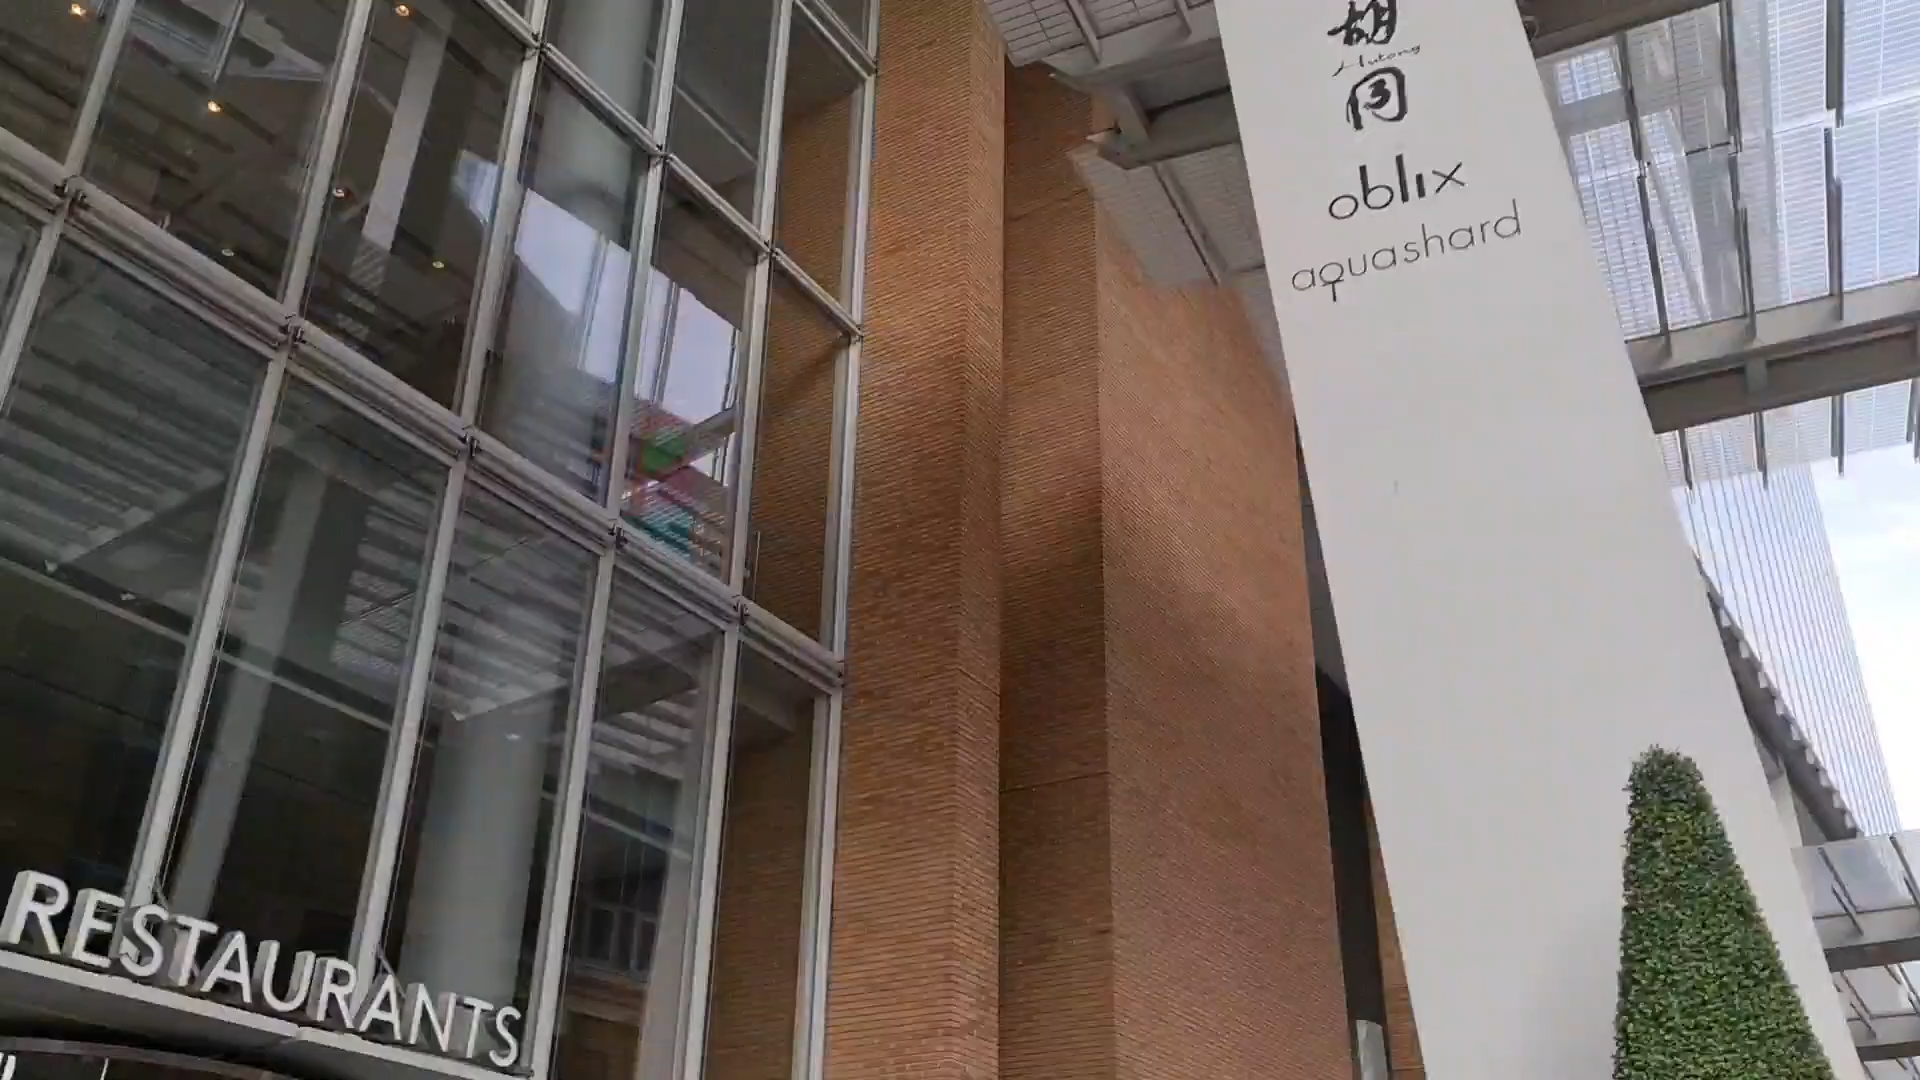 胡
Hutong
同
oblix
aquashard
RESTAURANTS